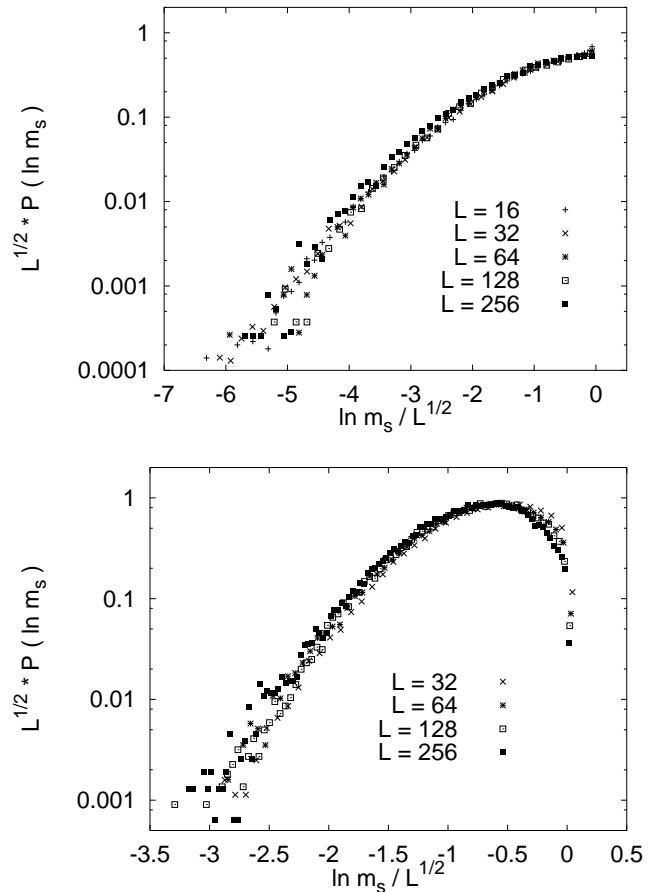 1
0.1
0.01
0.001
0.0001
L^{1/2} * P ( ln m_s )
L = 16
L = 32
L = 64
L = 128
L = 256
-7 -6 -5 -4 -3 -2 -1 0
ln m_s / L^{1/2}
1
0.1
0.01
0.001
L^{1/2} * P ( ln m_s )
L = 32
L = 64
L = 128
L = 256
-3.5 -3 -2.5 -2 -1.5 -1 -0.5 0 0.5
ln m_s / L^{1/2}